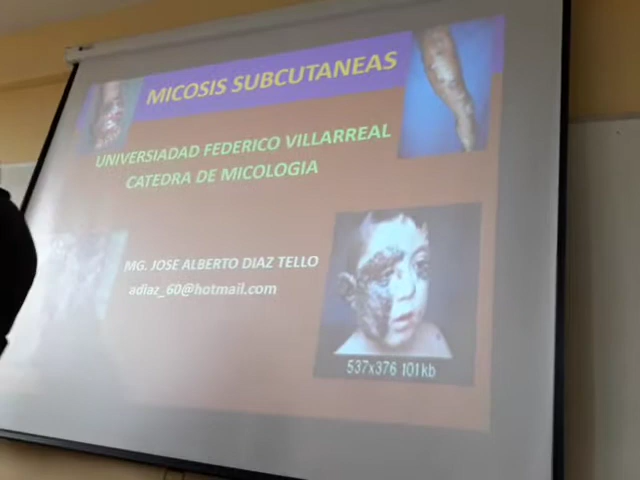 MICOSIS SUBCUTANEAS
UNIVERSIADAD FEDERICO VILLARREAL
CATEDRA DE MICOLOGIA
MG. JOSE ALBERTO DIAZ TELLO
adiaz_60@hotmail.com
537x376 101kb